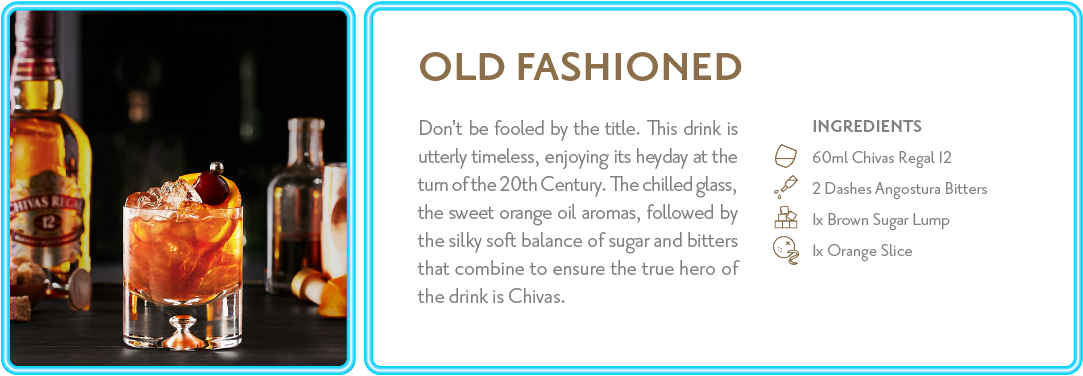 CHIVAS REGAL
12
OLD FASHIONED
Don't be fooled by the title. This drink is
utterly timeless, enjoying its heyday at the
turn of the 20th Century. The chilled glass,
the sweet orange oil aromas, followed by
the silky soft balance of sugar and bitters
that combine to ensure the true hero of
the drink is Chivas.
INGREDIENTS
60ml Chivas Regal 12
2 Dashes Angostura Bitters
1x Brown Sugar Lump
1x Orange Slice